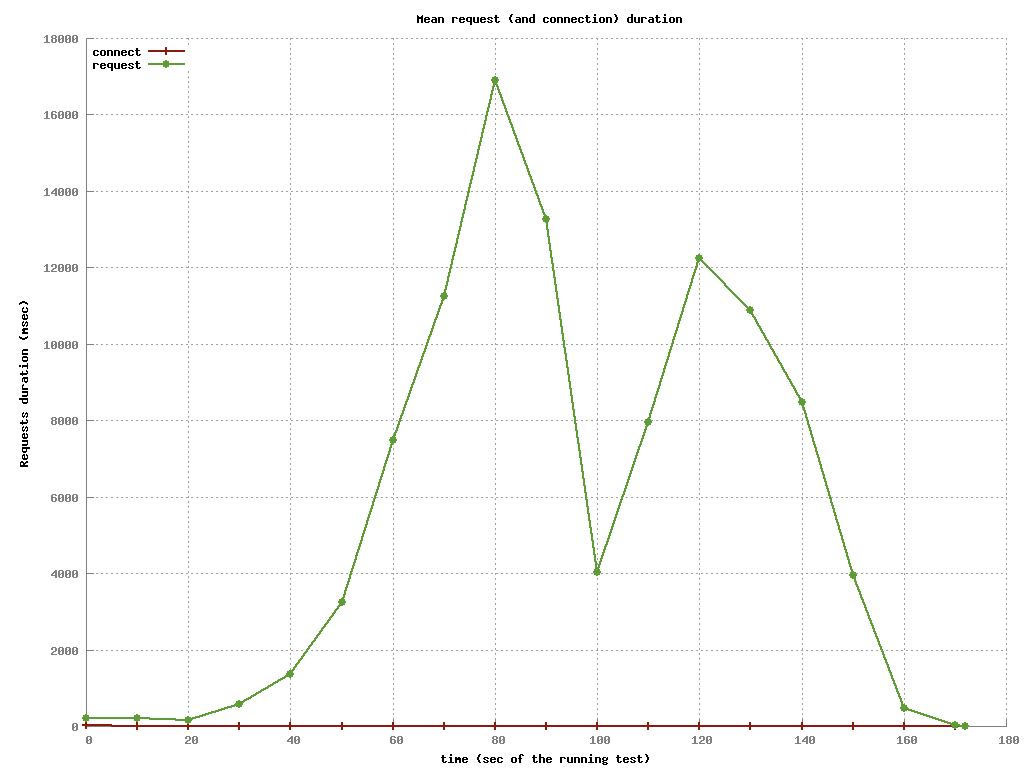 Mean request (and connection) duration
18000
connect
request
16000
14000
12000
10000
8000
6000
4000
2000
0
Requests duration (msec)
0 20 40 60 80 100 120 140 160 180
time (sec of the running test)